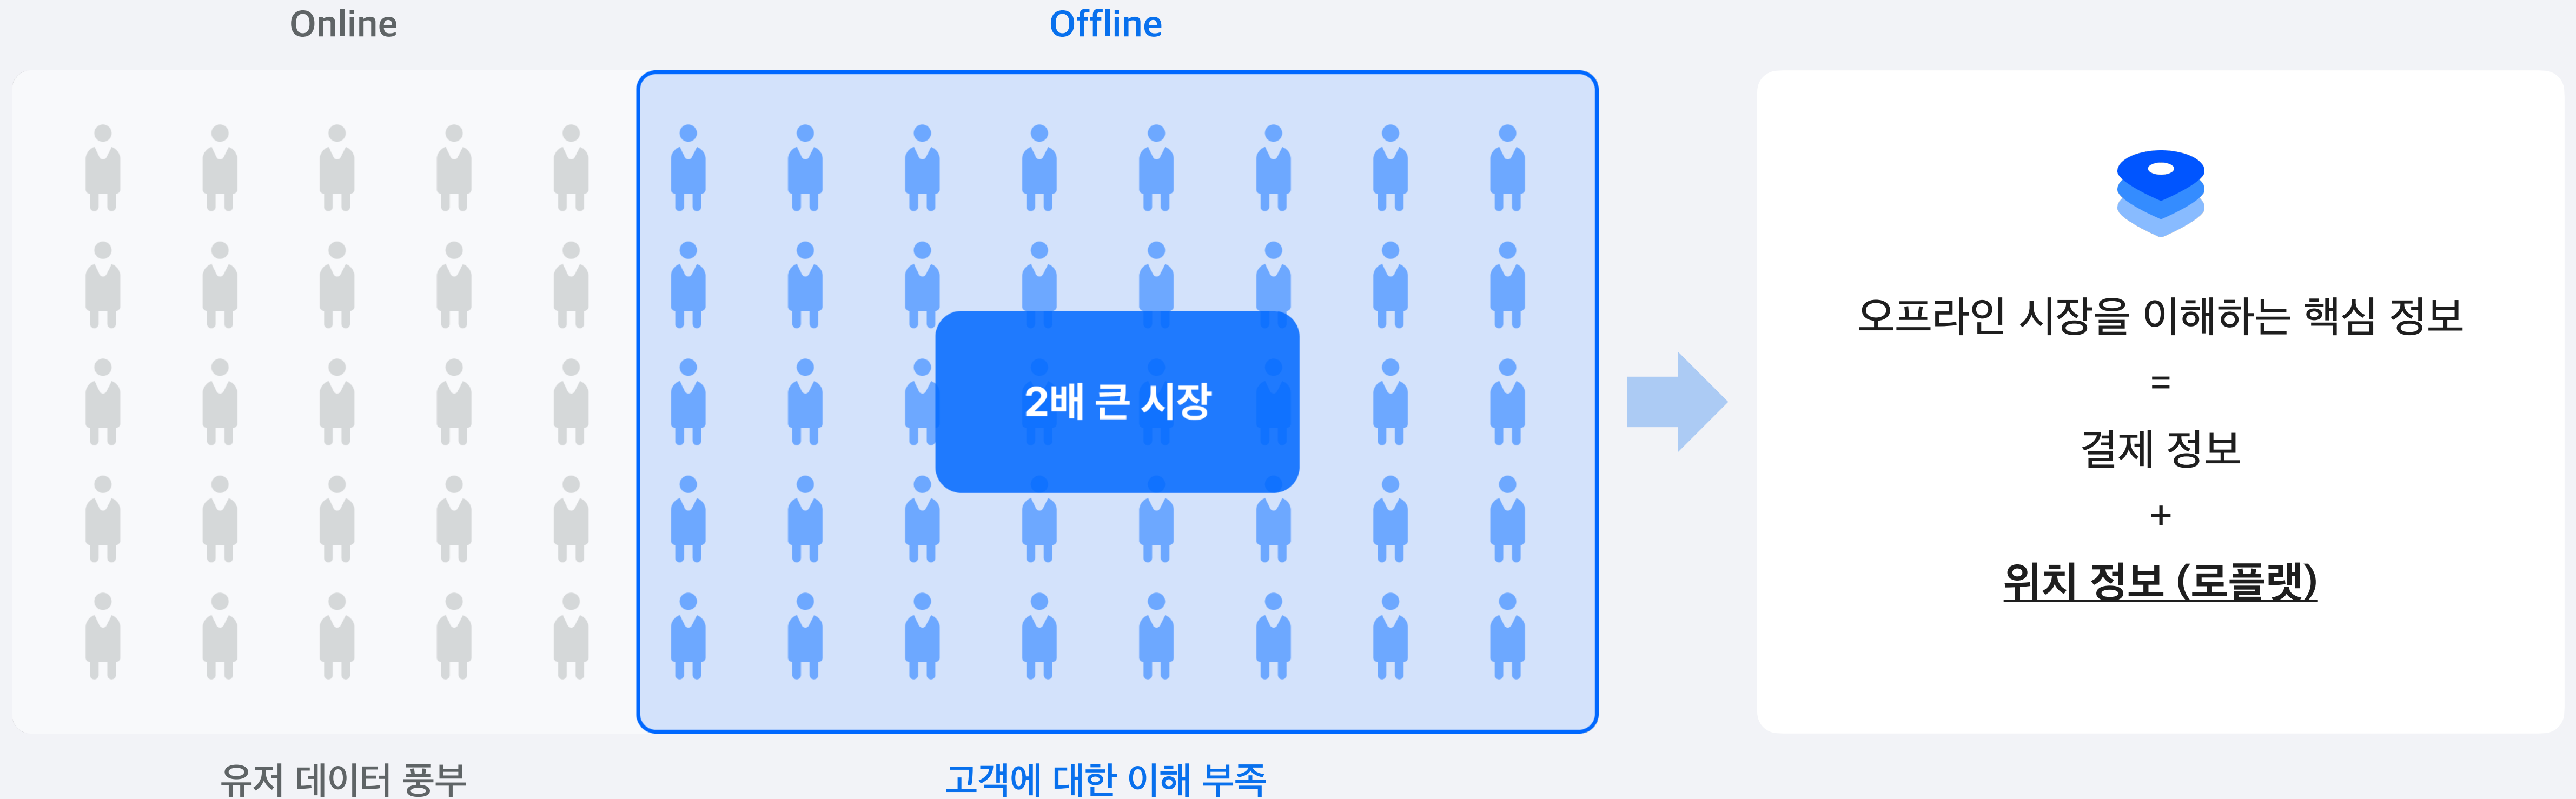 Online
Offline
2배 큰 시장
유저 데이터 풍부
고객에 대한 이해 부족
오프라인 시장을 이해하는 핵심 정보
=
결제 정보
+
위치 정보 (로플랫)